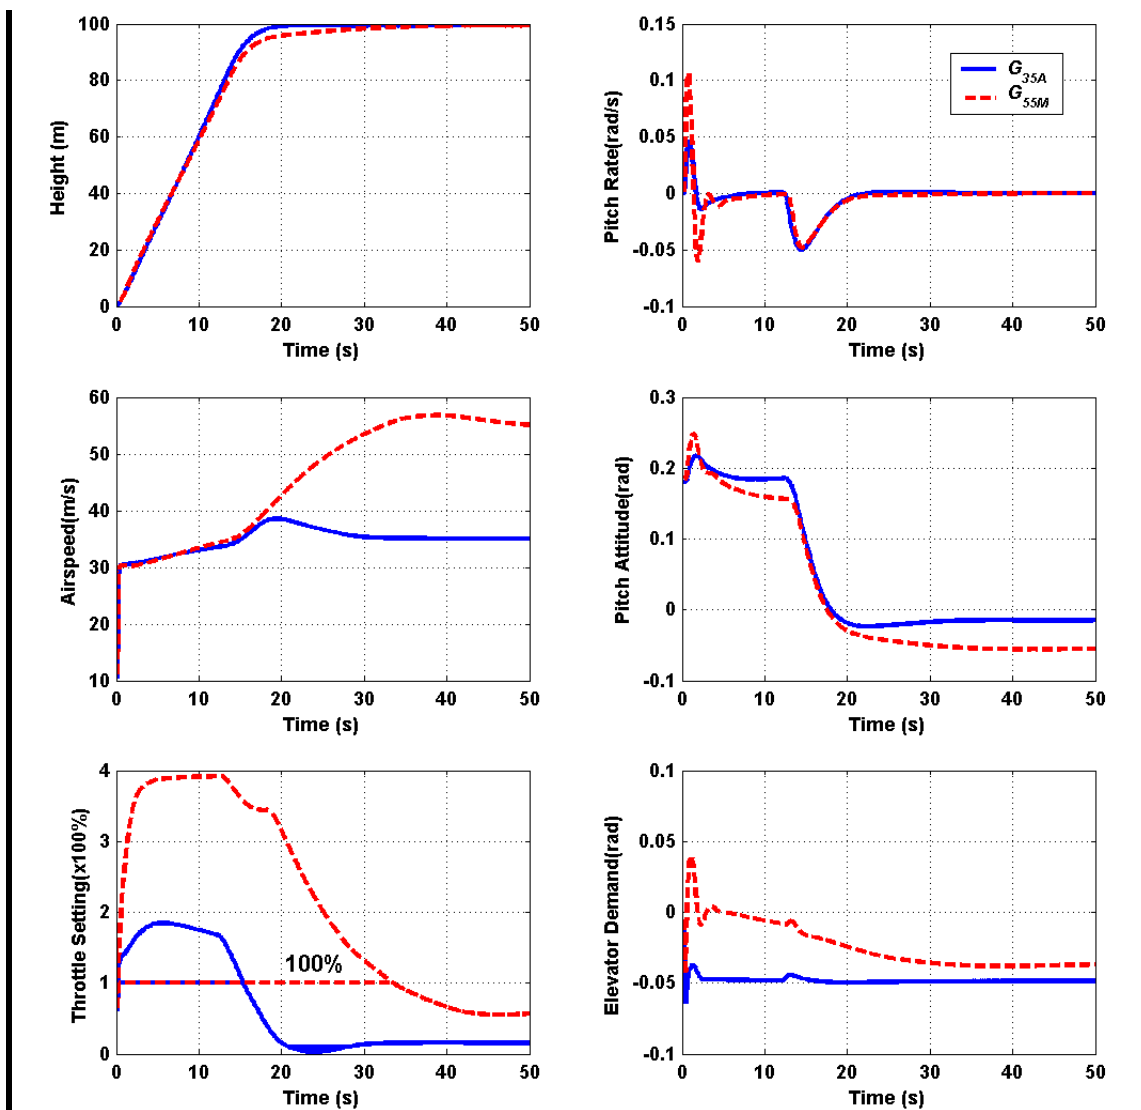 100
80
60
40
20
0
0 10 20 30 40 50
Height (m)
Time (s)
0.15
0.1
0.05
0
-0.05
-0.1
0 10 20 30 40 50
Pitch Rate(rad/s)
Time (s)
G35A
G55M
60
50
40
30
20
10
0 10 20 30 40 50
Airspeed(m/s)
Time (s)
0.3
0.2
0.1
0
-0.1
0 10 20 30 40 50
Pitch Attitude(rad)
Time (s)
4
3
2
1
0
0 10 20 30 40 50
Throttle Setting(x100%)
100%
Time (s)
0.1
0.05
0
-0.05
-0.1
0 10 20 30 40 50
Elevator Demand(rad)
Time (s)